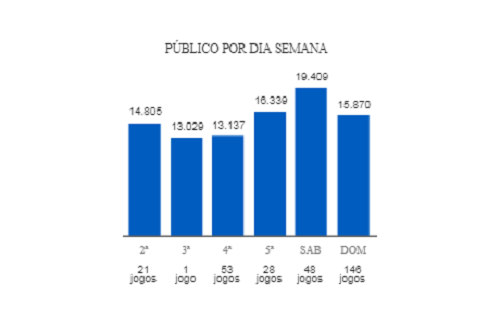 PÚBLICO POR DIA SEMANA
14.805 13.029 13.137 16.339 19.409 15.870
2ª 3ª 4ª 5ª SAB DOM
21 1 53 28 48 146
jogos jogo jogos jogos jogos jogos